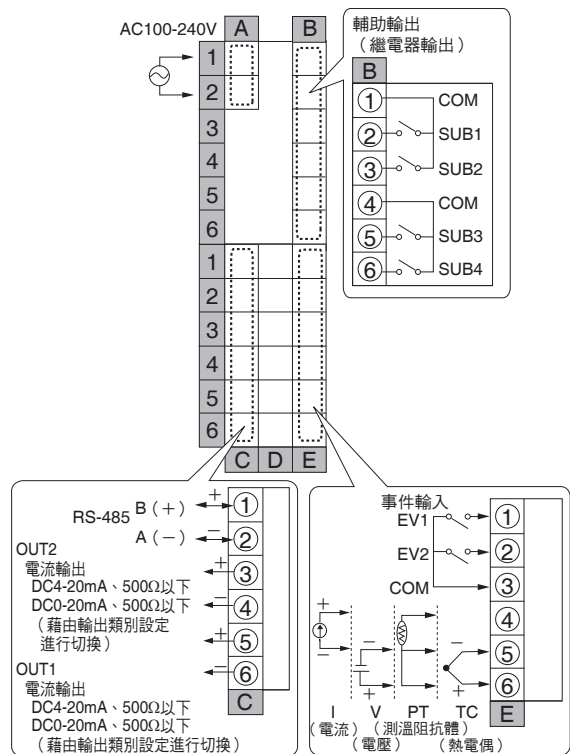 AC100-240V
A
B
1
2
3
4
5
6
1
2
3
4
5
6
C D E
輔助輸出
（繼電器輸出）
B
① COM
② SUB1
③ SUB2
④ COM
⑤ SUB3
⑥ SUB4
RS-485 B（+） + ①
A（−） − ②
OUT2
電流輸出 + ③
DC4-20mA、500Ω以下
DC0-20mA、500Ω以下 − ④
（藉由輸出類別設定
進行切換） + ⑤
OUT1 − ⑥
電流輸出
DC4-20mA、500Ω以下
DC0-20mA、500Ω以下
（藉由輸出類別設定進行切換）
C
事件輸入
EV1 ①
EV2 ②
COM ③
④
+ − − ⑤
− + + ⑥
I V PT TC
（電流） （測溫阻抗體）
（電壓） （熱電偶）
E